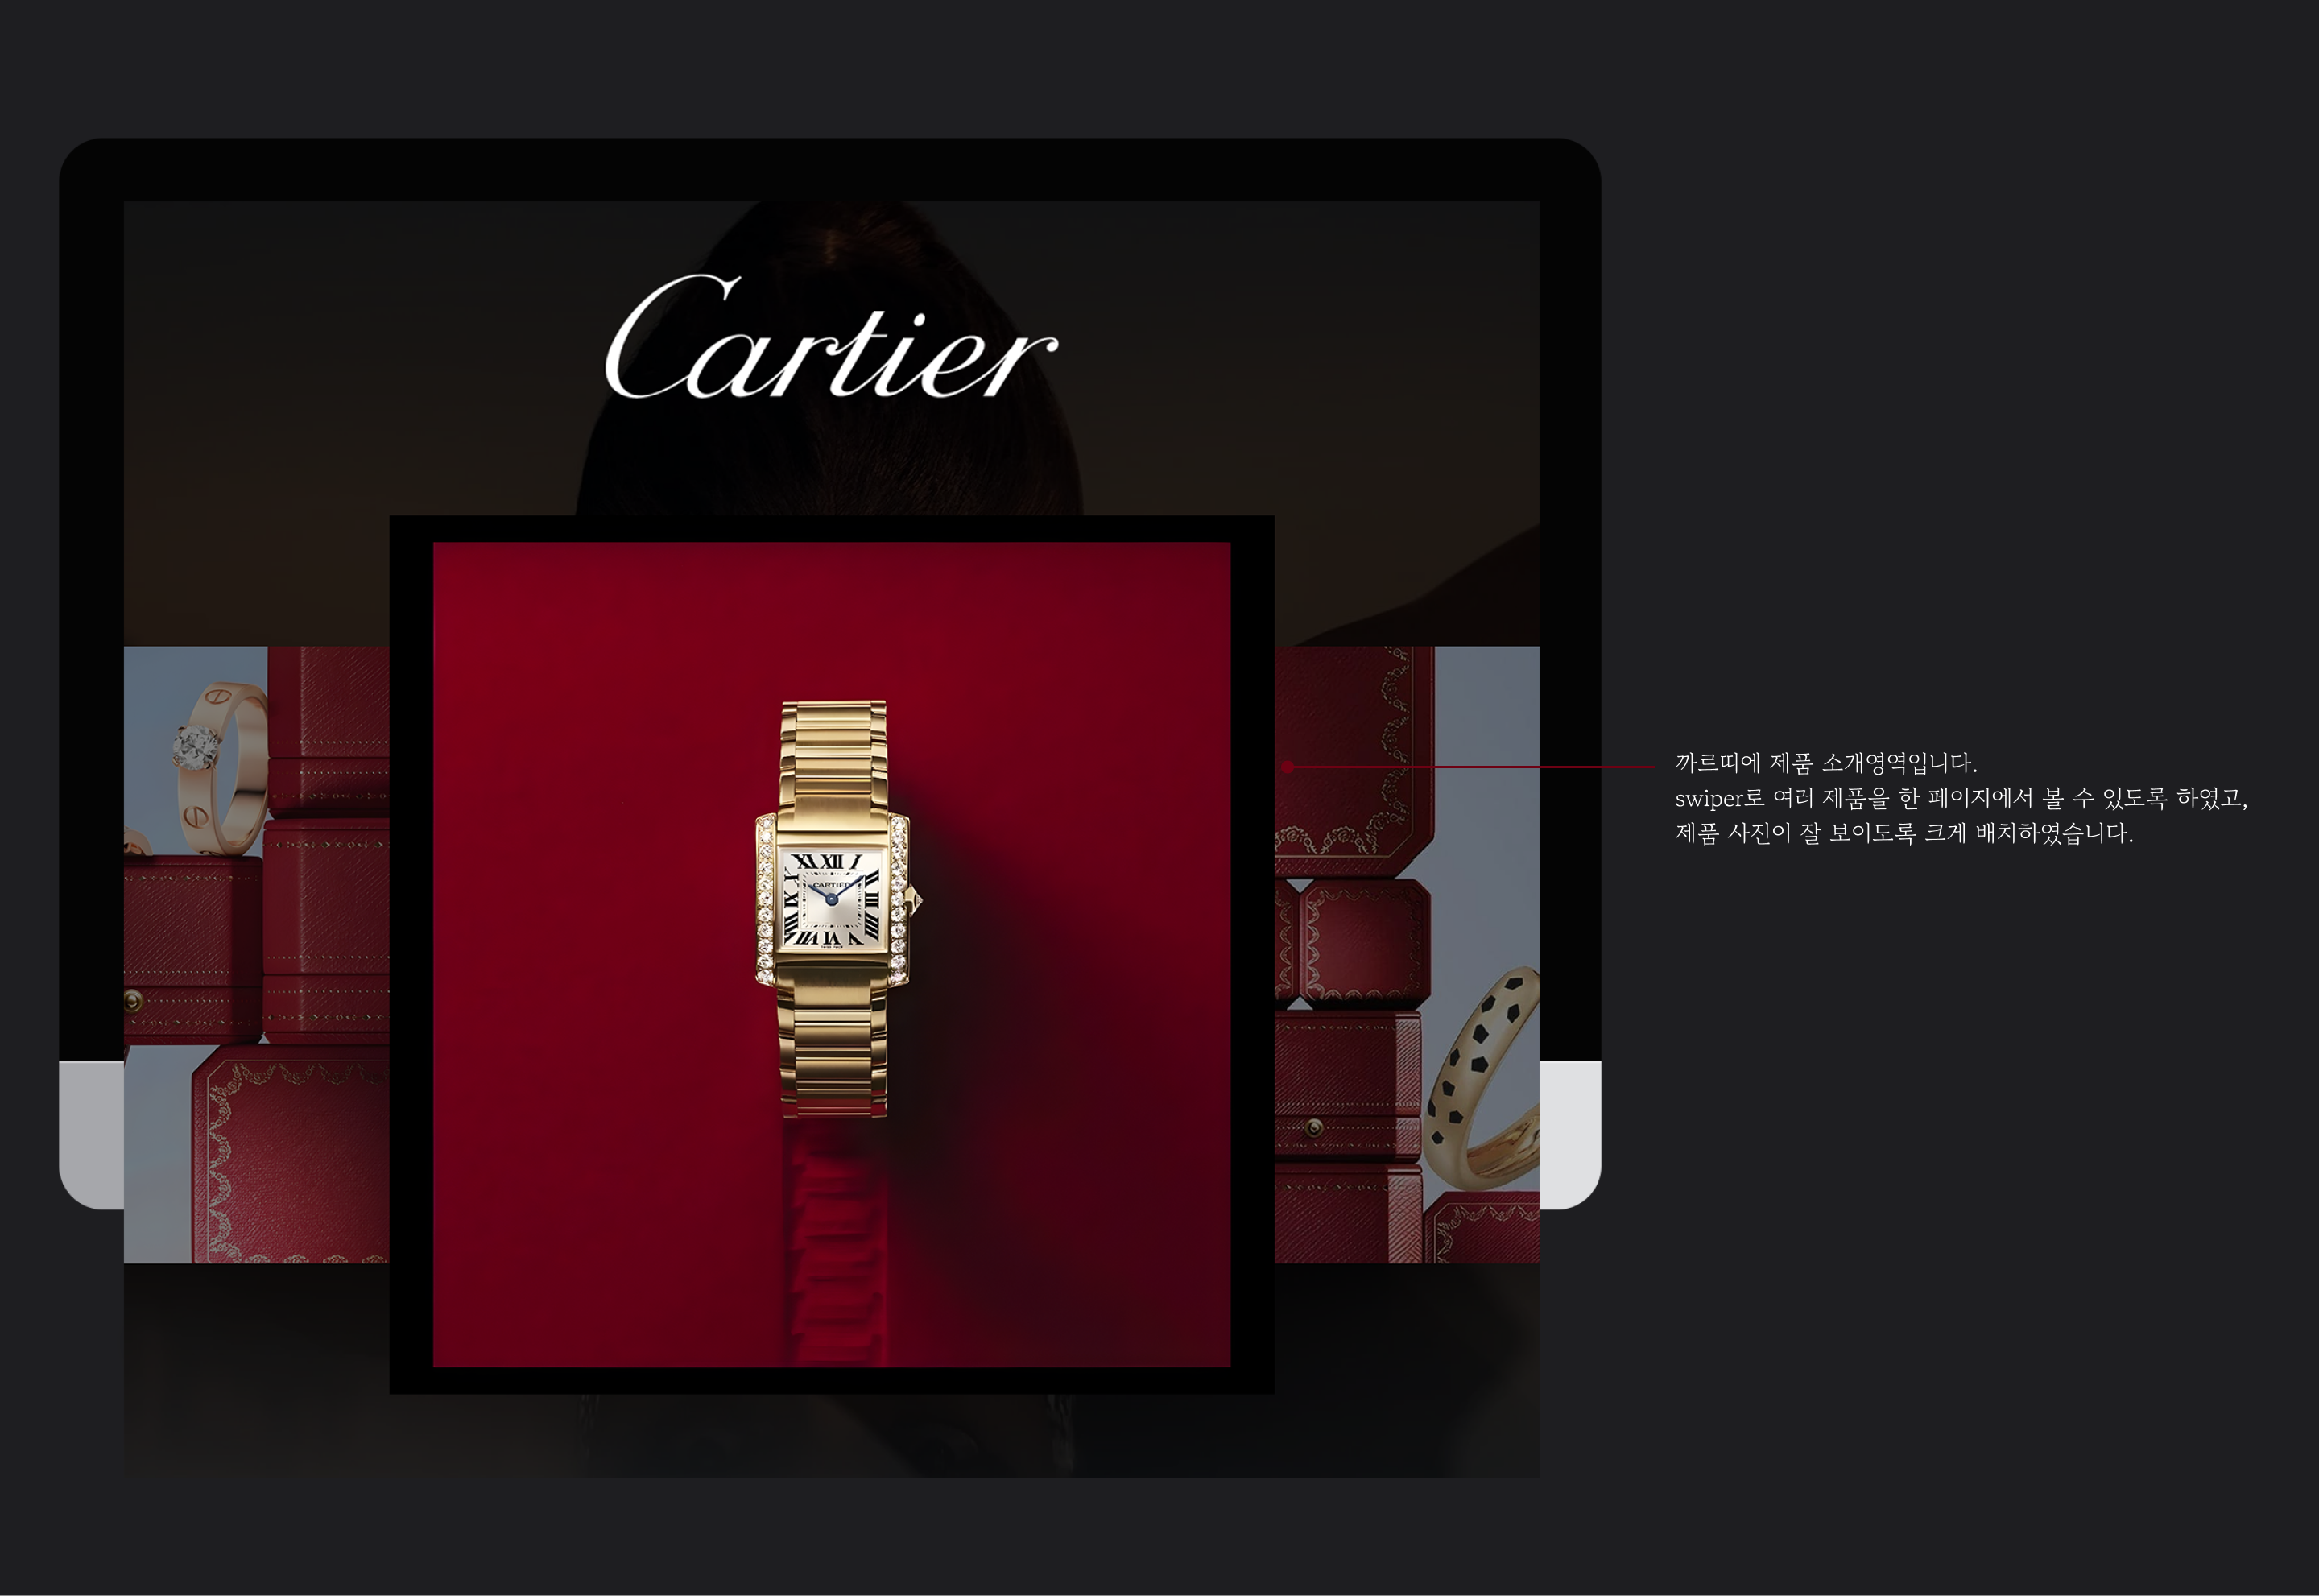 Cartier
까르띠에 제품 소개영역입니다.
swiper로 여러 제품을 한 페이지에서 볼 수 있도록 하였고,
제품 사진이 잘 보이도록 크게 배치하였습니다.
XII
CARTIER